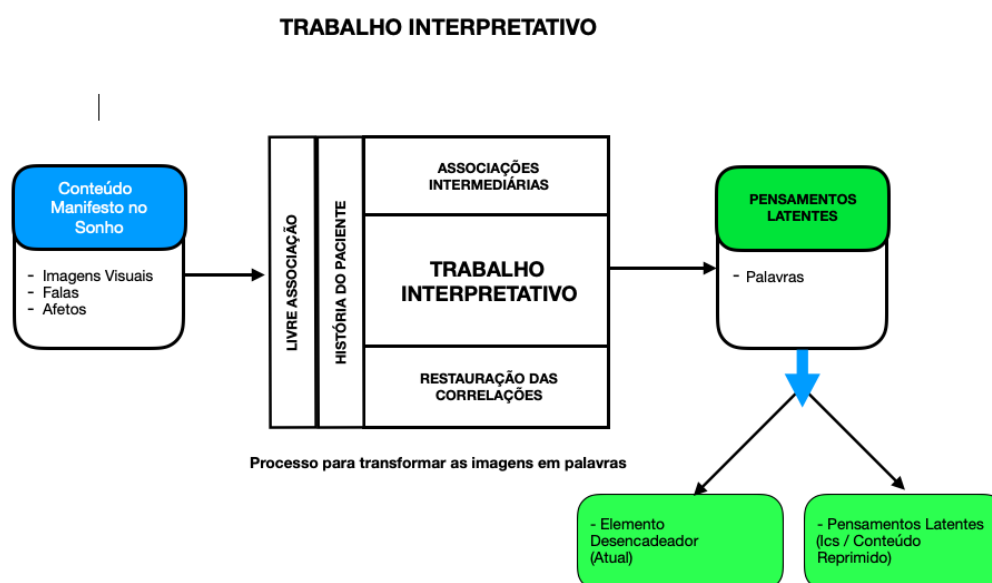 TRABALHO INTERPRETATIVO
Conteúdo
Manifesto no
Sonho
- Imagens Visuais
- Falas
- Afetos
LIVRE ASSOCIAÇÃO
HISTÓRIA DO PACIENTE
ASSOCIAÇÕES
INTERMEDIÁRIAS
TRABALHO
INTERPRETATIVO
RESTAURAÇÃO DAS
CORRELAÇÕES
Processo para transformar as imagens em palavras
PENSAMENTOS
LATENTES
- Palavras
- Elemento
Desencadeador
(Atual)
- Pensamentos Latentes
(Ics / Conteúdo
Reprimido)